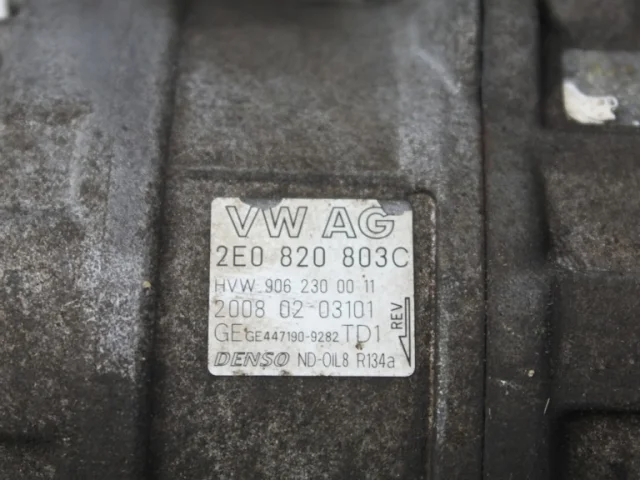 VW AG
2E0 820 803C
HVW 906 230 00 11
2008 02-03101
GE GE447190-9282 TD1
REV
DENSO ND-OIL8 R134a